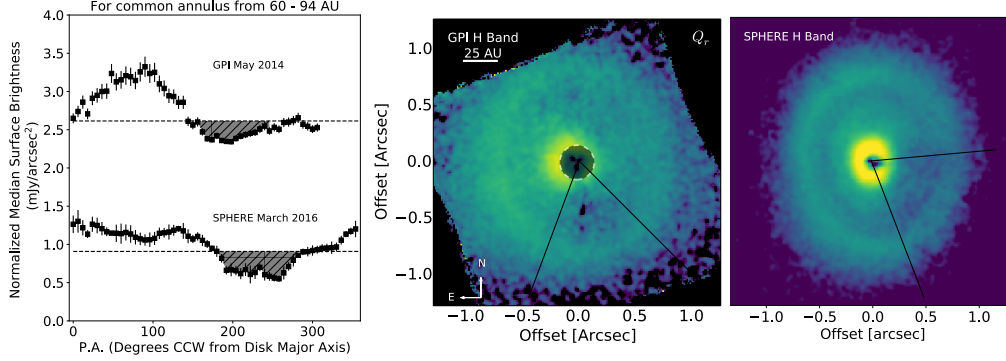 For common annulus from 60 - 94 AU
4.0
3.5
3.0
2.5
2.0
1.5
1.0
0.5
0.0
Normalized Median Surface Brightness
(mJy/arcsec²)
GPI May 2014
SPHERE March 2016
0
100
200
300
P.A. (Degrees CCW from Disk Major Axis)
GPI H Band
25 AU
Qr
1.0
0.5
0.0
−0.5
−1.0
Offset [Arcsec]
N
E
−1.0
−0.5
0.0
0.5
1.0
Offset [Arcsec]
SPHERE H Band
−1.0
−0.5
0.0
0.5
1.0
Offset [arcsec]